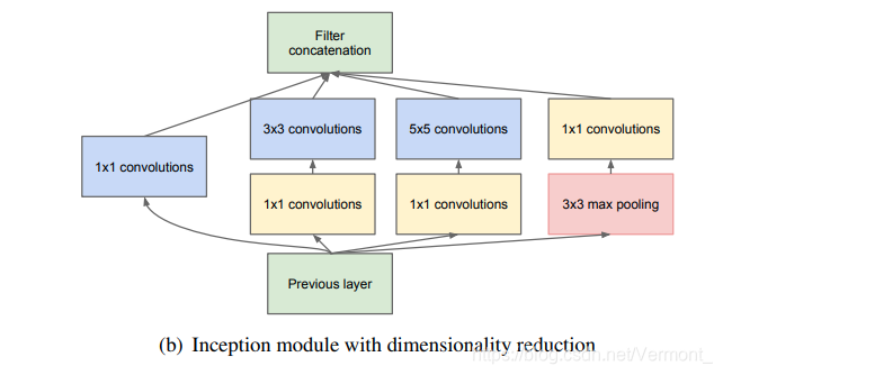 Filter
concatenation
3x3 convolutions
5x5 convolutions
1x1 convolutions
1x1 convolutions
1x1 convolutions
1x1 convolutions
3x3 max pooling
Previous layer
(b) Inception module with dimensionality reduction
https://blog.csdn.net/Vermont_